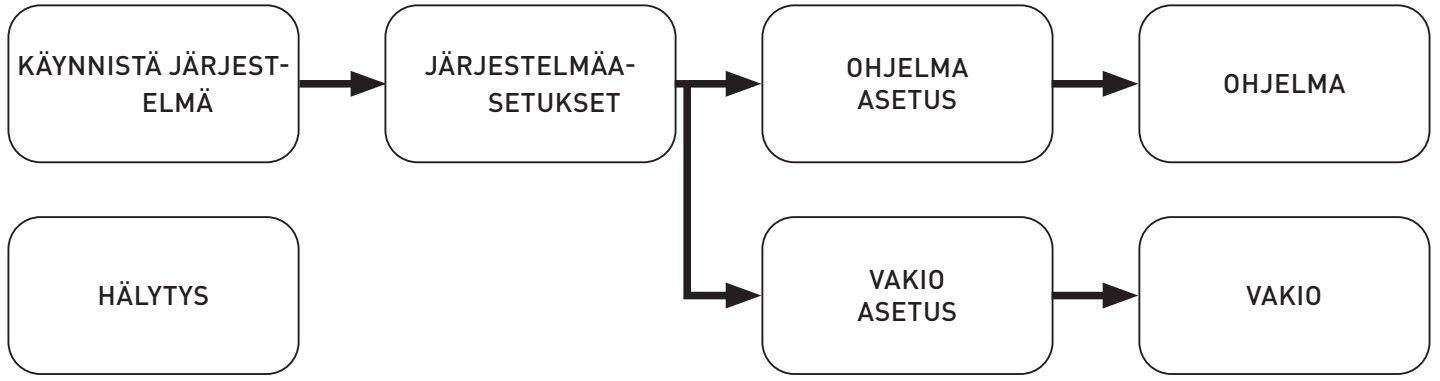 KÄYNNISTÄ JÄRJEST-
ELMÄ
JÄRJESTELMÄA-
SETUKSET
OHJELMA
ASETUS
OHJELMA
HÄLYTYS
VAKIO
ASETUS
VAKIO